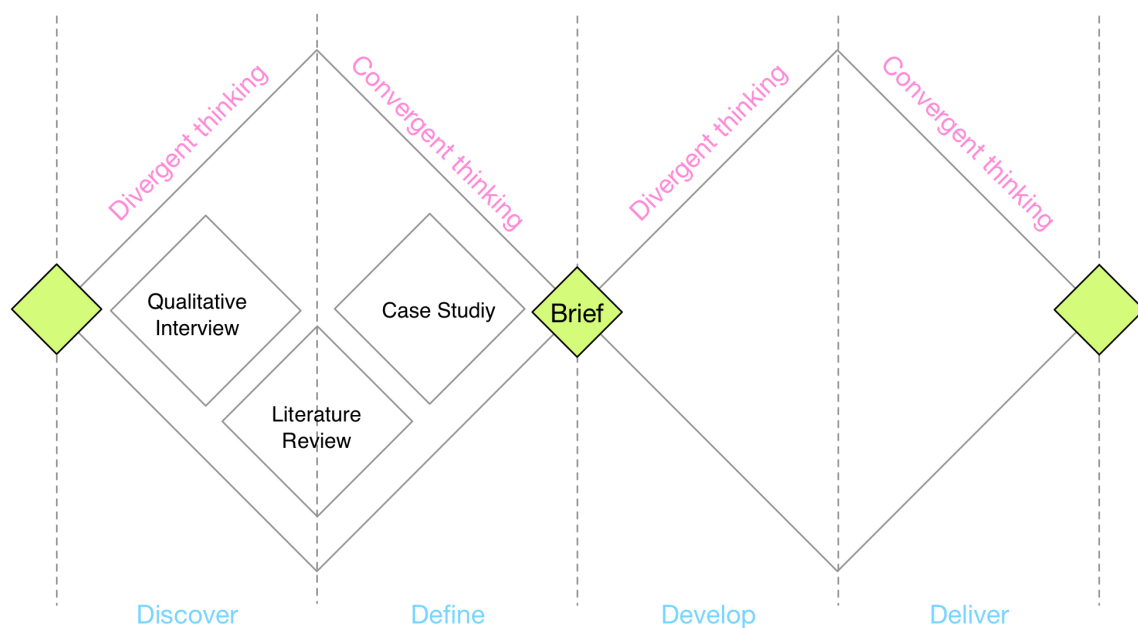 Divergent thinking
Convergent thinking
Divergent thinking
Convergent thinking
Qualitative
Interview
Case Studiy
Brief
Literature
Review
Discover
Define
Develop
Deliver